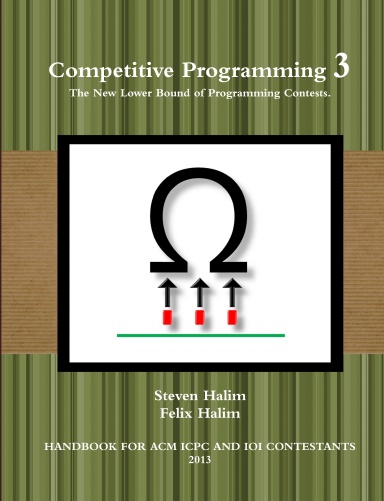 Competitive Programming 3
The New Lower Bound of Programming Contests.
Ω
Steven Halim
Felix Halim
HANDBOOK FOR ACM ICPC AND IOI CONTESTANTS
2013